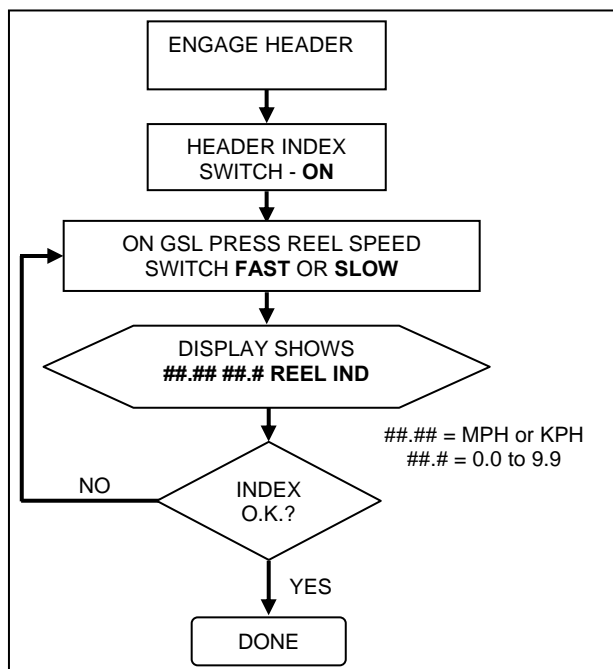 ENGAGE HEADER
HEADER INDEX
SWITCH - ON
ON GSL PRESS REEL SPEED
SWITCH FAST OR SLOW
DISPLAY SHOWS
##.## ##.# REEL IND
##.## = MPH or KPH
##.# = 0.0 to 9.9
NO
INDEX
O.K.?
YES
DONE